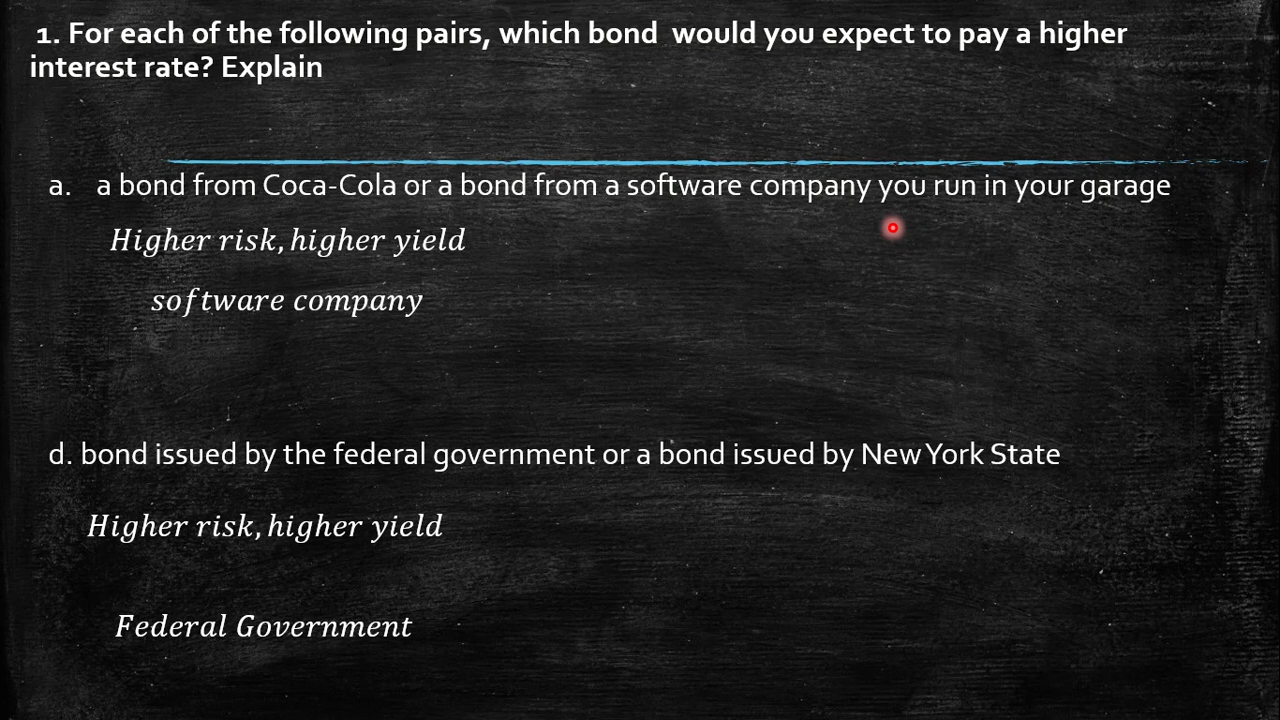 1. For each of the following pairs, which bond would you expect to pay a higher
interest rate? Explain
a. a bond from Coca-Cola or a bond from a software company you run in your garage
Higher risk, higher yield
software company
d. bond issued by the federal government or a bond issued by New York State
Higher risk, higher yield
Federal Government